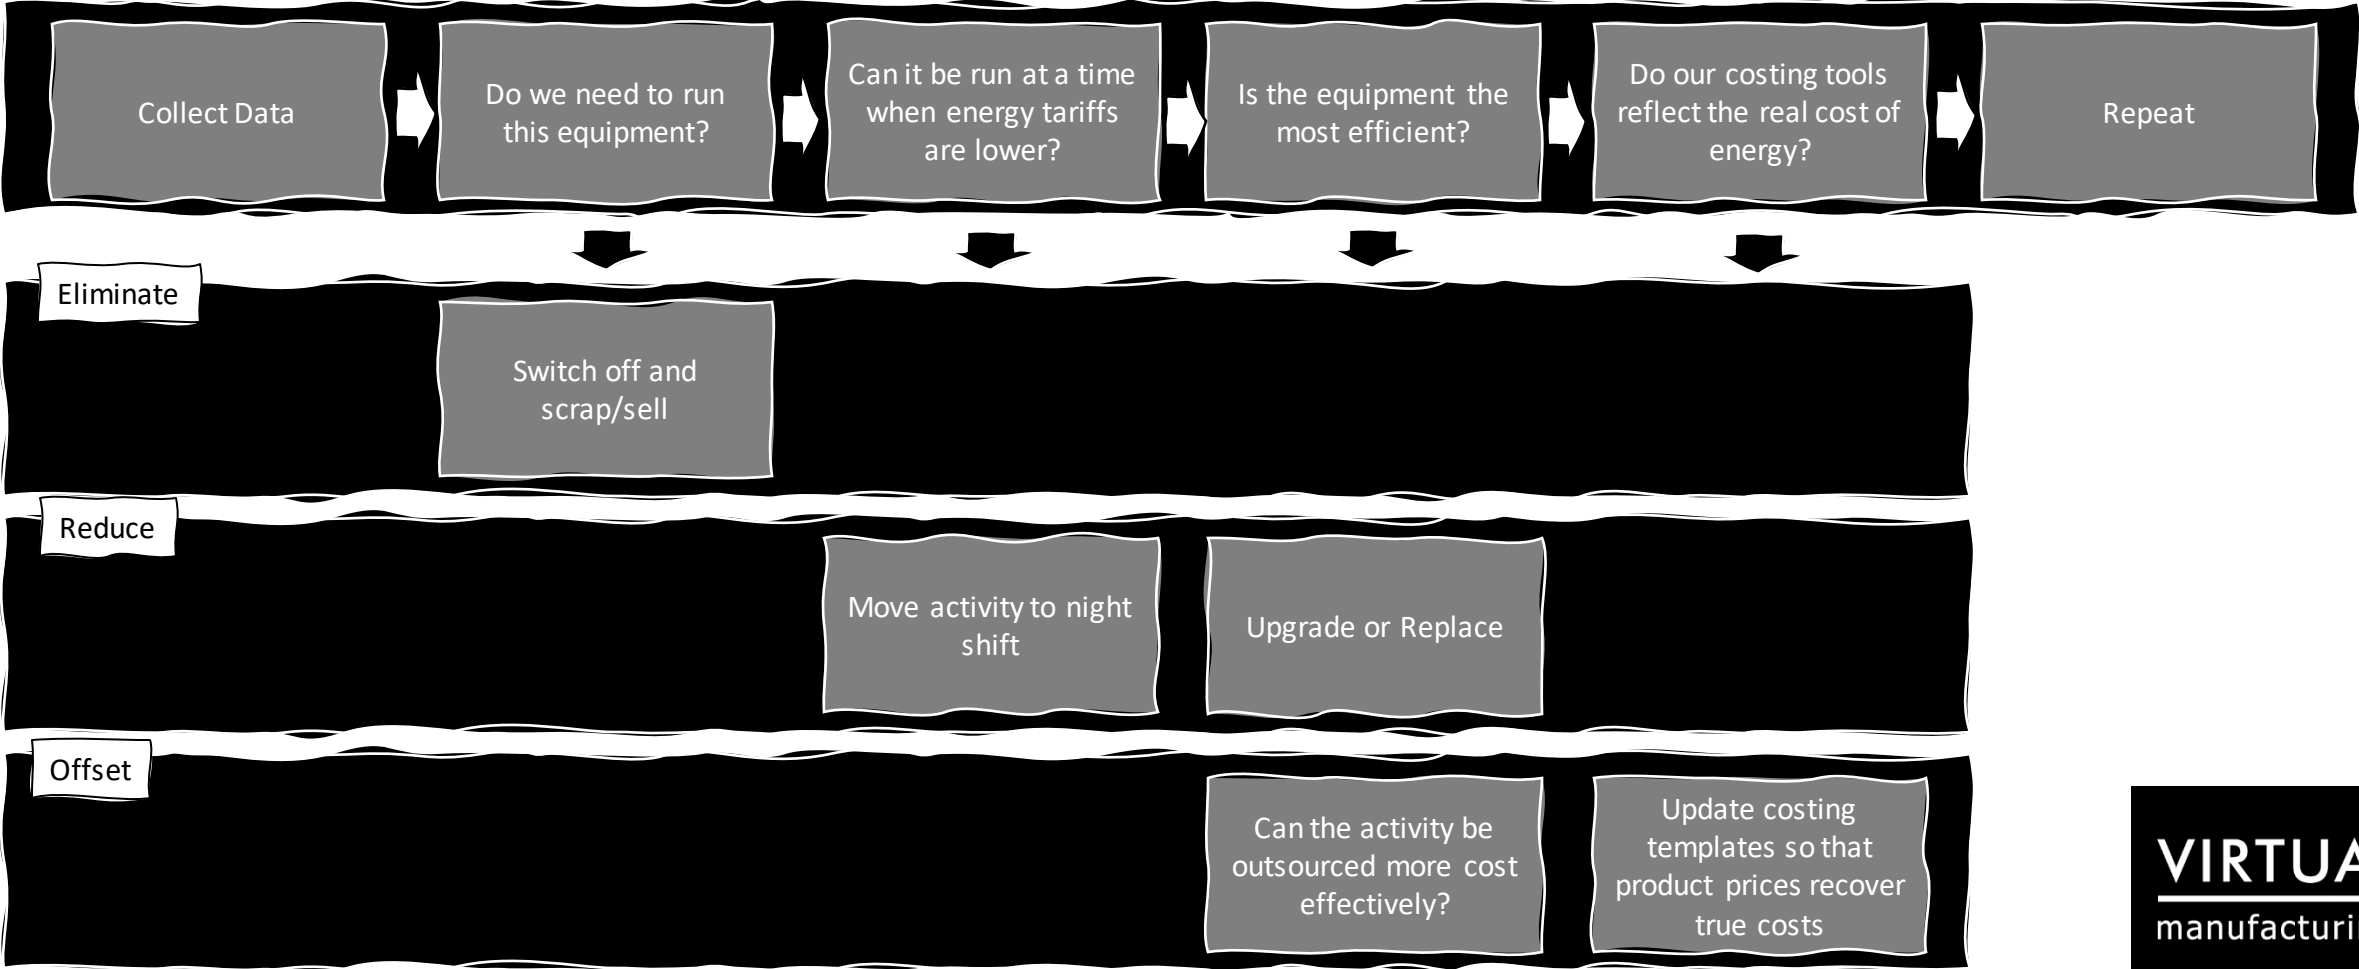 Collect Data
Do we need to run
this equipment?
Can it be run at a time
when energy tariffs
are lower?
Is the equipment the
most efficient?
Do our costing tools
reflect the real cost of
energy?
Repeat
Eliminate
Switch off and
scrap/sell
Reduce
Move activity to night
shift
Upgrade or Replace
Offset
Can the activity be
outsourced more cost
effectively?
Update costing
templates so that
product prices recover
true costs
VIRTUA
manufacturi